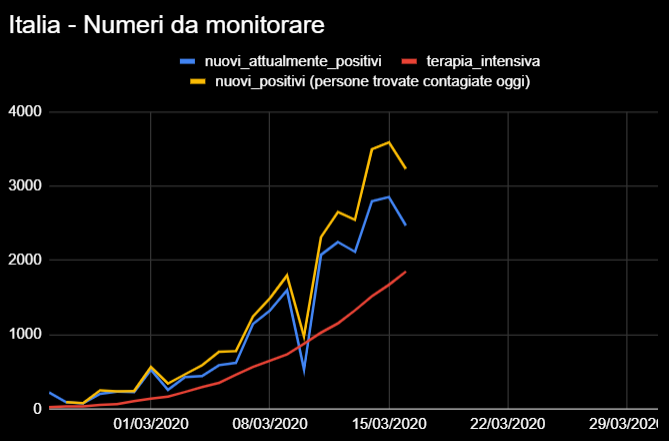 Italia - Numeri da monitorare
nuovi_attualmente_positivi terapia_intensiva
nuovi_positivi (persone trovate contagiate oggi)
4000
3000
2000
1000
0
01/03/2020 08/03/2020 15/03/2020 22/03/2020 29/03/2020